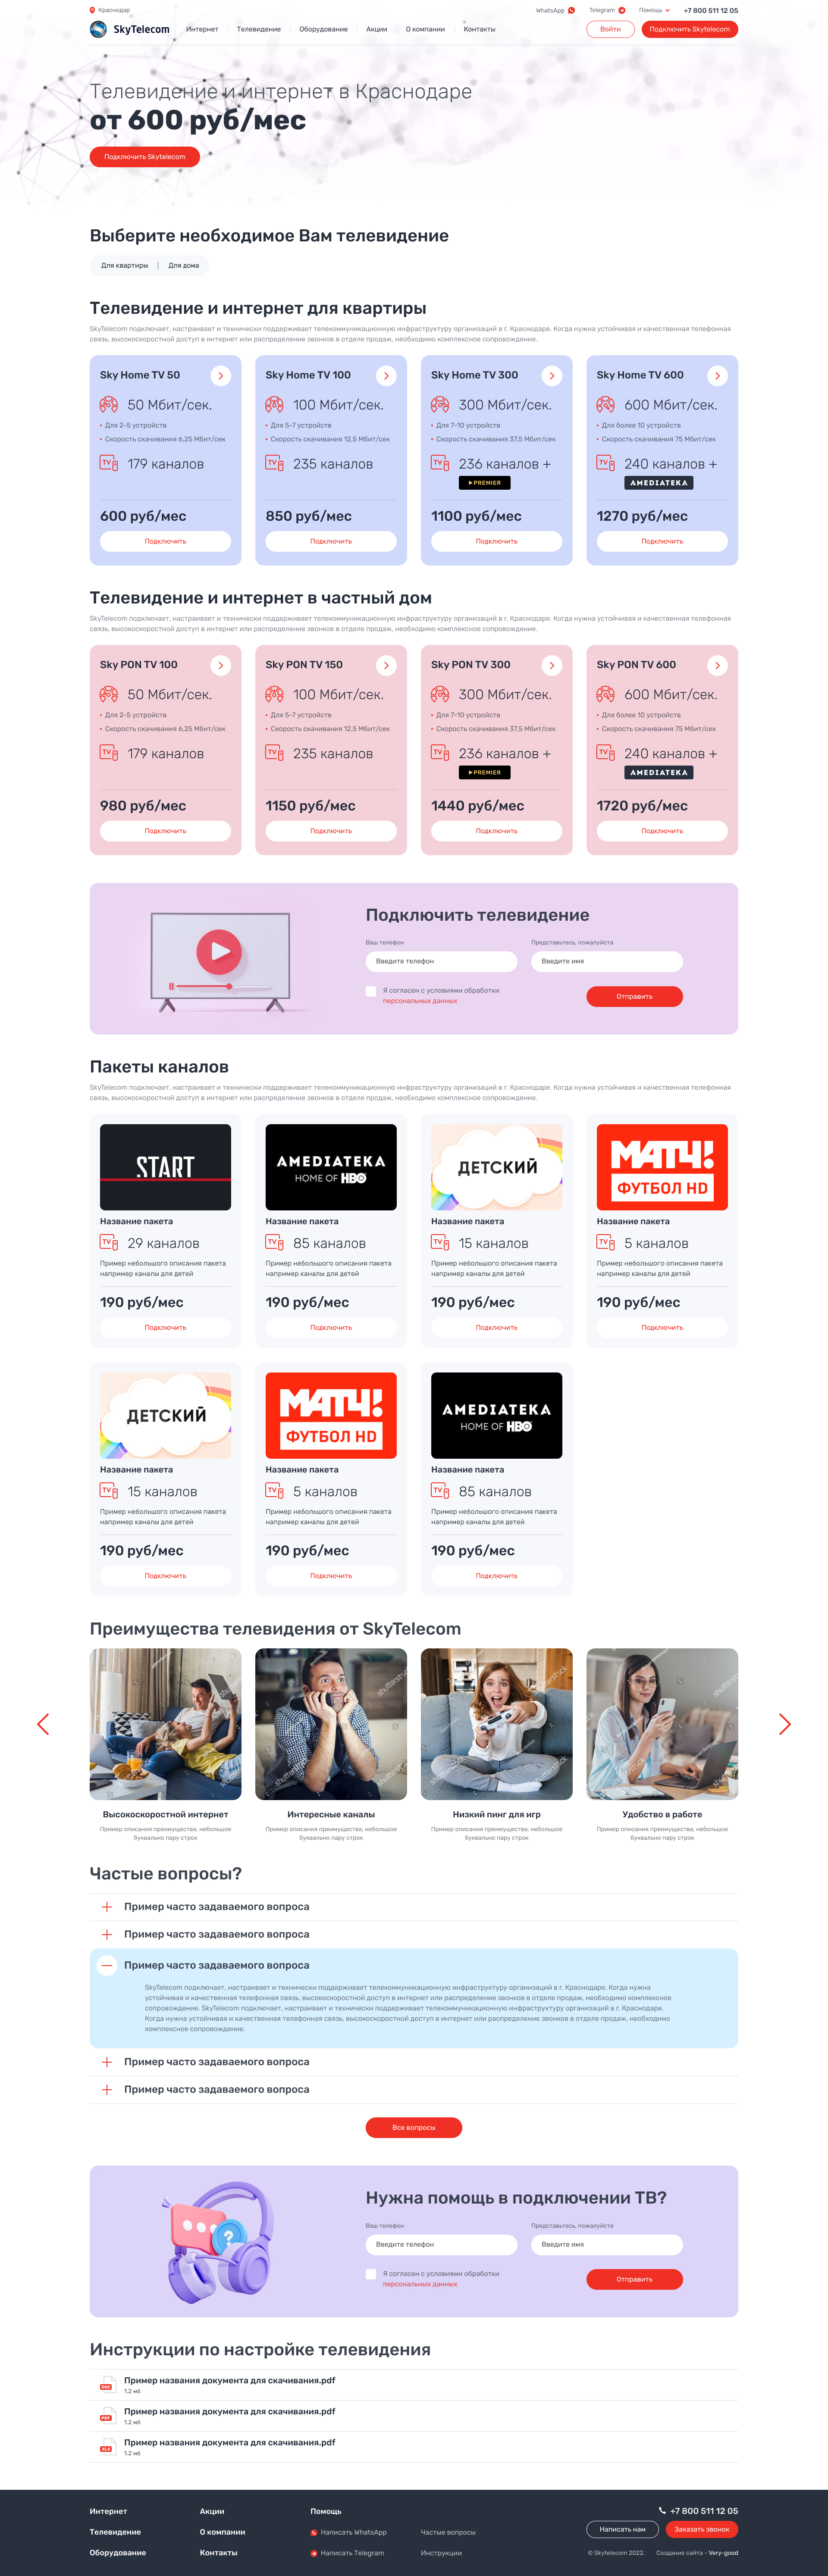 Краснодар
WhatsApp
Telegram
Помощь
+7 800 511 12 05
SkyTelecom
Интернет
Телевидение
Оборудование
Акции
О компании
Контакты
Войти
Подключить Skytelecom
Телевидение и интернет в Краснодаре
от 600 руб/мес
Подключить Skytelecom
Выберите необходимое Вам телевидение
Для квартиры | Для дома
Телевидение и интернет для квартиры
SkyTelecom подключает, настраивает и технически поддерживает телекоммуникационную инфраструктуру организаций в г. Краснодаре. Когда нужна устойчивая и качественная телефонная
связь, высокоскоростной доступ в интернет или распределение звонков в отделе продаж, необходимо комплексное сопровождение.
Sky Home TV 50
50 Мбит/сек.
• Для 2-5 устройств
• Скорость скачивания 6,25 Мбит/сек
TV
179 каналов
600 руб/мес
Подключить
Sky Home TV 100
100 Мбит/сек.
• Для 5-7 устройств
• Скорость скачивания 12,5 Мбит/сек
TV
235 каналов
850 руб/мес
Подключить
Sky Home TV 300
300 Мбит/сек.
• Для 7-10 устройств
• Скорость скачивания 37,5 Мбит/сек
TV
236 каналов +
PREMIER
1100 руб/мес
Подключить
Sky Home TV 600
600 Мбит/сек.
• Для более 10 устройств
• Скорость скачивания 75 Мбит/сек
TV
240 каналов +
AMEDIATEKA
1270 руб/мес
Подключить
Телевидение и интернет в частный дом
SkyTelecom подключает, настраивает и технически поддерживает телекоммуникационную инфраструктуру организаций в г. Краснодаре. Когда нужна устойчивая и качественная телефонная
связь, высокоскоростной доступ в интернет или распределение звонков в отделе продаж, необходимо комплексное сопровождение.
Sky PON TV 100
50 Мбит/сек.
• Для 2-5 устройств
• Скорость скачивания 6,25 Мбит/сек
TV
179 каналов
980 руб/мес
Подключить
Sky PON TV 150
100 Мбит/сек.
• Для 5-7 устройств
• Скорость скачивания 12,5 Мбит/сек
TV
235 каналов
1150 руб/мес
Подключить
Sky PON TV 300
300 Мбит/сек.
• Для 7-10 устройств
• Скорость скачивания 37,5 Мбит/сек
TV
236 каналов +
PREMIER
1440 руб/мес
Подключить
Sky PON TV 600
600 Мбит/сек.
• Для более 10 устройств
• Скорость скачивания 75 Мбит/сек
TV
240 каналов +
AMEDIATEKA
1720 руб/мес
Подключить
Подключить телевидение
Ваш телефон
Введите телефон
Представьтесь, пожалуйста
Введите имя
Я согласен с условиями обработки
персональных данных
Отправить
Пакеты каналов
SkyTelecom подключает, настраивает и технически поддерживает телекоммуникационную инфраструктуру организаций в г. Краснодаре. Когда нужна устойчивая и качественная телефонная
связь, высокоскоростной доступ в интернет или распределение звонков в отделе продаж, необходимо комплексное сопровождение.
START
Название пакета
TV
29 каналов
Пример небольшого описания пакета
например каналы для детей
190 руб/мес
Подключить
AMEDIATEKA
HOME OF HBO
Название пакета
TV
85 каналов
Пример небольшого описания пакета
например каналы для детей
190 руб/мес
Подключить
ДЕТСКИЙ
Название пакета
TV
15 каналов
Пример небольшого описания пакета
например каналы для детей
190 руб/мес
Подключить
МАТЧ!
ФУТБОЛ HD
Название пакета
TV
5 каналов
Пример небольшого описания пакета
например каналы для детей
190 руб/мес
Подключить
ДЕТСКИЙ
Название пакета
TV
15 каналов
Пример небольшого описания пакета
например каналы для детей
190 руб/мес
Подключить
МАТЧ!
ФУТБОЛ HD
Название пакета
TV
5 каналов
Пример небольшого описания пакета
например каналы для детей
190 руб/мес
Подключить
AMEDIATEKA
HOME OF HBO
Название пакета
TV
85 каналов
Пример небольшого описания пакета
например каналы для детей
190 руб/мес
Подключить
Преимущества телевидения от SkyTelecom
shutterstock
shutterstock
shutterstock
shutterstock
Высокоскоростной интернет
Пример описания преимущества, небольшое
буквально пару строк
Интересные каналы
Пример описания преимущества, небольшое
буквально пару строк
Низкий пинг для игр
Пример описания преимущества, небольшое
буквально пару строк
Удобство в работе
Пример описания преимущества, небольшое
буквально пару строк
Частые вопросы?
Пример часто задаваемого вопроса
Пример часто задаваемого вопроса
Пример часто задаваемого вопроса
SkyTelecom подключает, настраивает и технически поддерживает телекоммуникационную инфраструктуру организаций в г. Краснодаре. Когда нужна
устойчивая и качественная телефонная связь, высокоскоростной доступ в интернет или распределение звонков в отделе продаж, необходимо комплексное
сопровождение. SkyTelecom подключает, настраивает и технически поддерживает телекоммуникационную инфраструктуру организаций в г. Краснодаре.
Когда нужна устойчивая и качественная телефонная связь, высокоскоростной доступ в интернет или распределение звонков в отделе продаж, необходимо
комплексное сопровождение.
Пример часто задаваемого вопроса
Пример часто задаваемого вопроса
Все вопросы
Нужна помощь в подключении ТВ?
Ваш телефон
Введите телефон
Представьтесь, пожалуйста
Введите имя
Я согласен с условиями обработки
персональных данных
Отправить
Инструкции по настройке телевидения
DOC
Пример названия документа для скачивания.pdf
1,2 мб
PDF
Пример названия документа для скачивания.pdf
1,2 мб
XLS
Пример названия документа для скачивания.pdf
1,2 мб
Интернет
Телевидение
Оборудование
Акции
О компании
Контакты
Помощь
Написать WhatsApp
Написать Telegram
Частые вопросы
Инструкции
+7 800 511 12 05
Написать нам
Заказать звонок
© Skytelecom 2022.
Создание сайта - Very-good